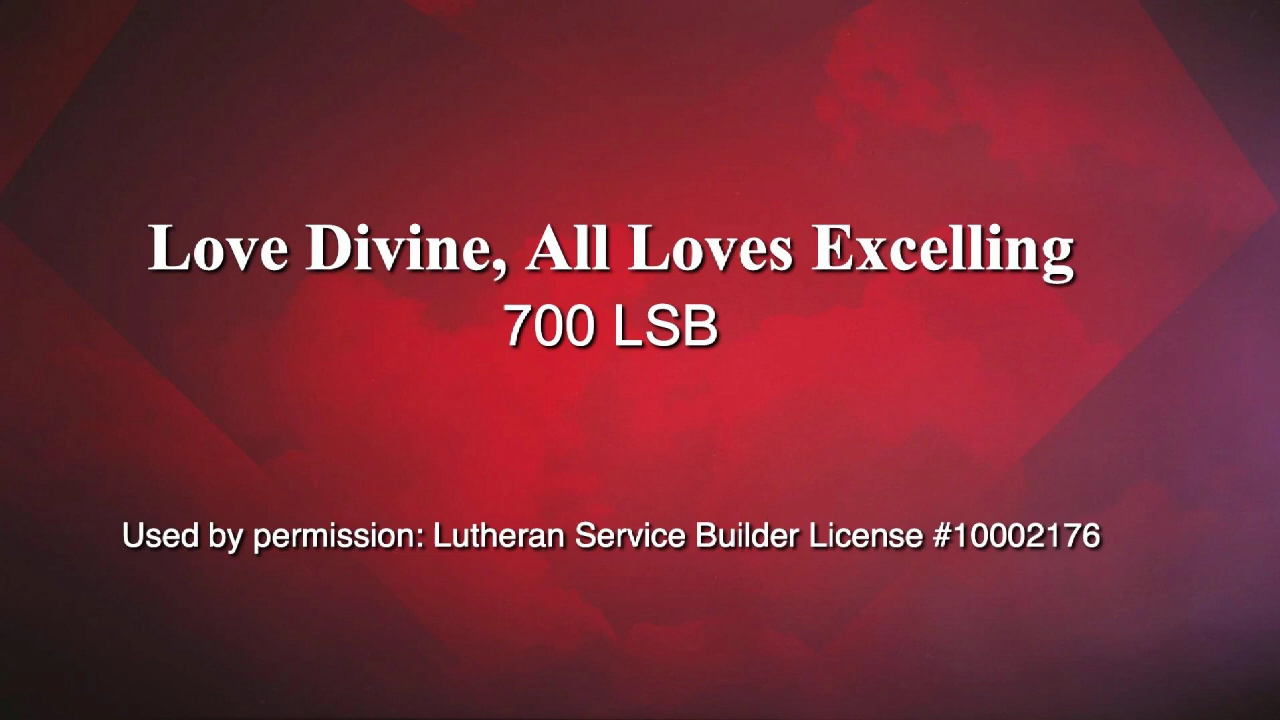 Love Divine, All Loves Excelling
700 LSB
Used by permission: Lutheran Service Builder License #10002176